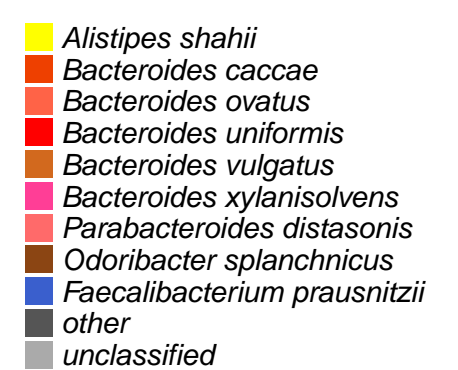 Alistipes shahii
Bacteroides caccae
Bacteroides ovatus
Bacteroides uniformis
Bacteroides vulgatus
Bacteroides xylanisolvens
Parabacteroides distasonis
Odoribacter splanchnicus
Faecalibacterium prausnitzii
other
unclassified